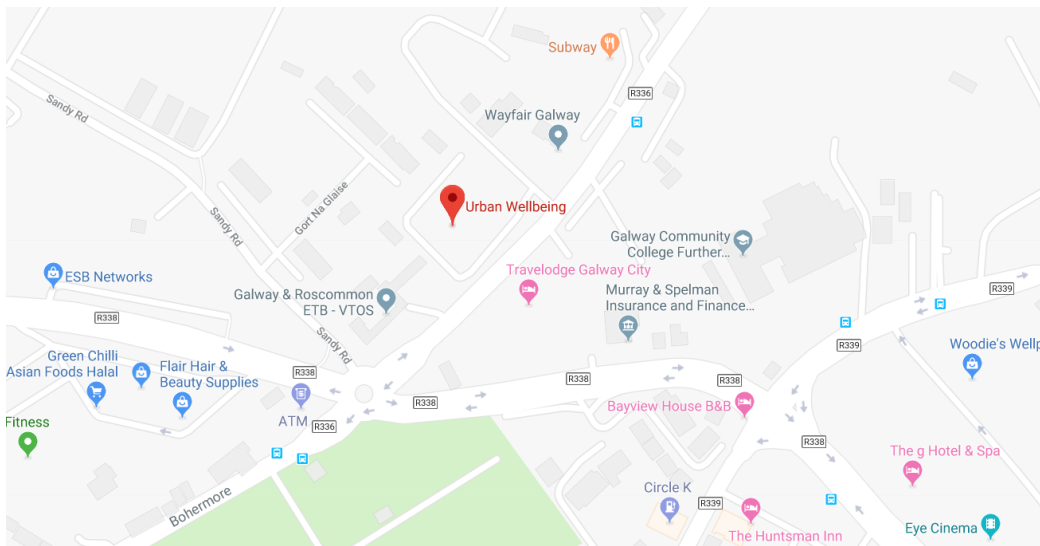 Subway
R336
Sandy Rd
Wayfair Galway
Gort Na Glaise
Urban Wellbeing
Sandy Rd
Galway Community
College Further...
ESB Networks
Travelodge Galway City
R339
Galway & Roscommon
ETB - VTOS
Murray & Spelman
Insurance and Finance...
R338
Sandy Rd
R339
Woodie's Wellp
Green Chilli
Asian Foods Halal
Flair Hair &
Beauty Supplies
R338
R338
R338
R338
Bayview House B&B
ATM
Fitness
R336
R338
The g Hotel & Spa
Bohermore
Circle K
R339
The Huntsman Inn
Eye Cinema